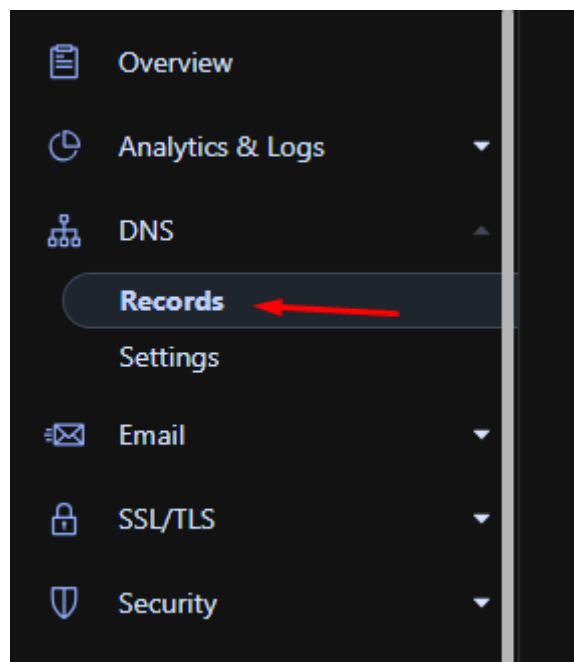 Overview
Analytics & Logs
DNS
Records
Settings
Email
SSL/TLS
Security